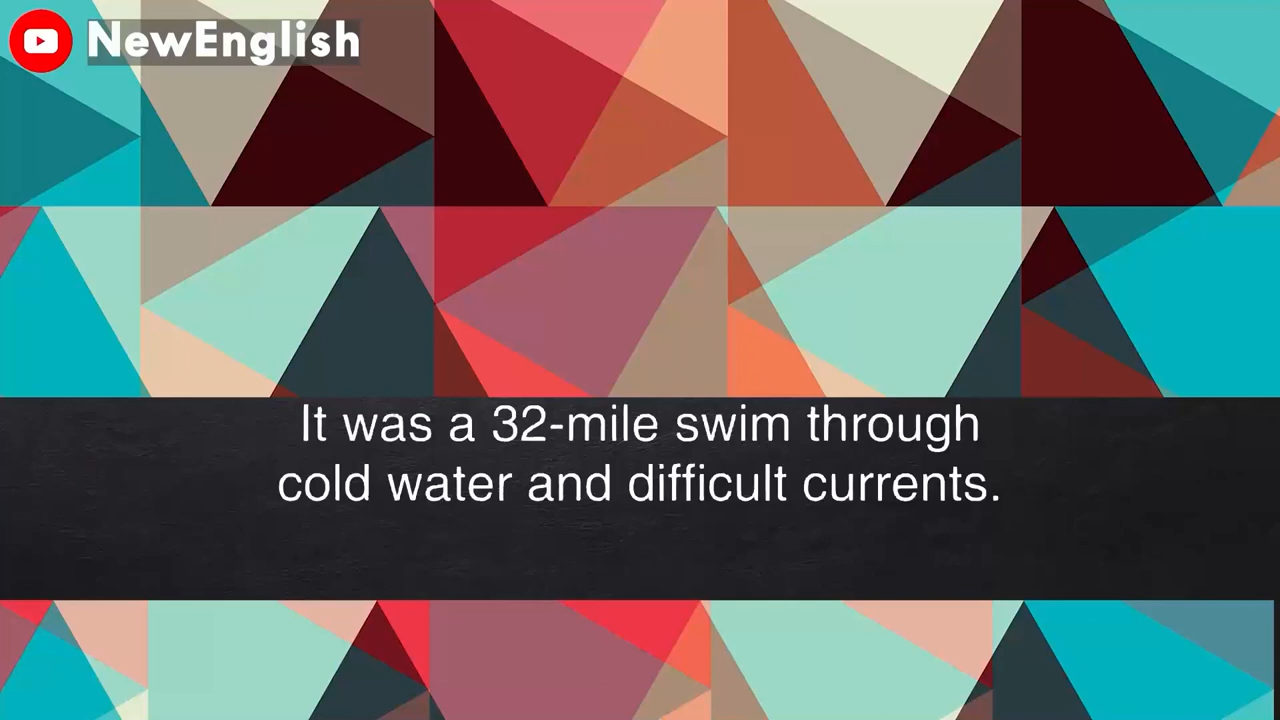 NewEnglish
It was a 32-mile swim through
cold water and difficult currents.